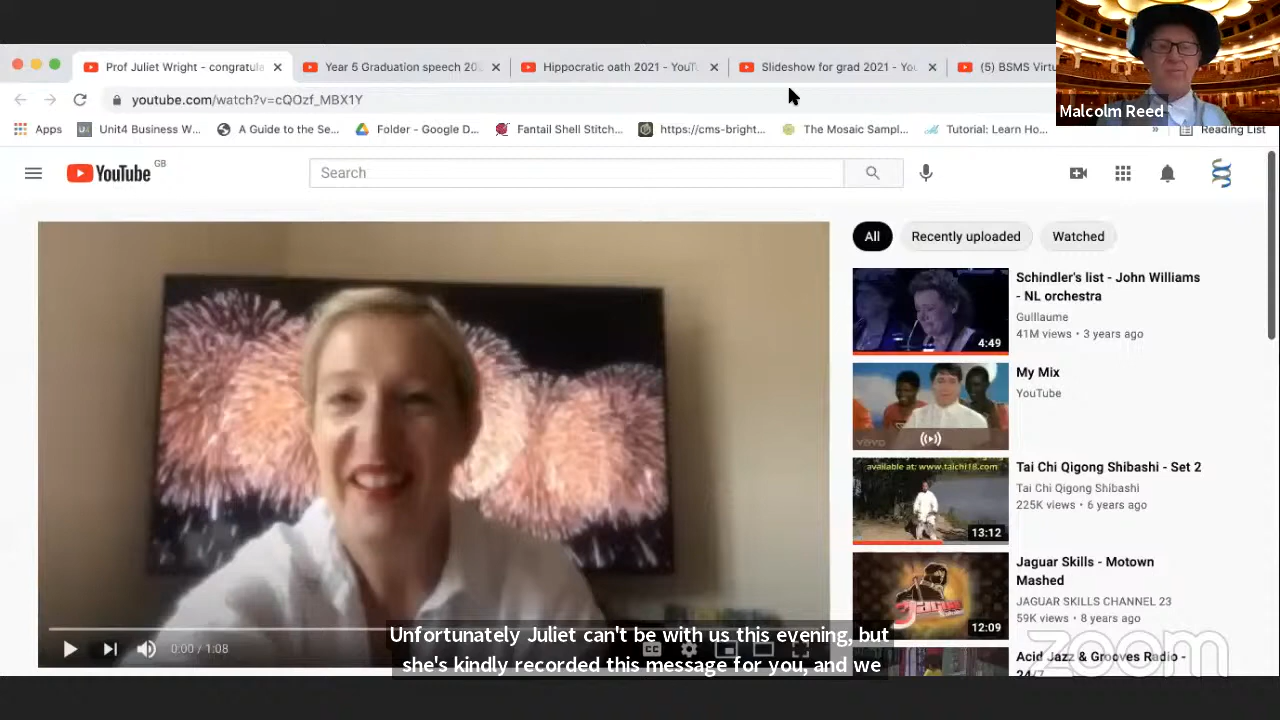 Prof Juliet Wright - congratula
Year 5 Graduation speech 20
Hippocratic oath 2021 - YouT
Slideshow for grad 2021 - You
(5) BSMS Virtu
Malcolm Reed
youtube.com/watch?v=cQOzf_MBX1Y
Apps
Unit4 Business W...
A Guide to the Se...
Folder - Google D...
Fantail Shell Stitch...
https://cms-bright...
The Mosaic Sampl...
Tutorial: Learn Ho...
» Reading List
YouTube GB
Search
All
Recently uploaded
Watched
Schindler's list - John Williams
- NL orchestra
Guillaume
41M views • 3 years ago
4:49
My Mix
YouTube
available at: www.taichi18.com
Tai Chi Qigong Shibashi - Set 2
Tai Chi Qigong Shibashi
225K views • 6 years ago
13:12
Jaguar Skills - Motown
Mashed
JAGUAR SKILLS CHANNEL 23
59K views • 8 years ago
12:09
Acid Jazz & Grooves Radio -
24/7
0:00 / 1:08
Unfortunately Juliet can't be with us this evening, but
she's kindly recorded this message for you, and we
zoom